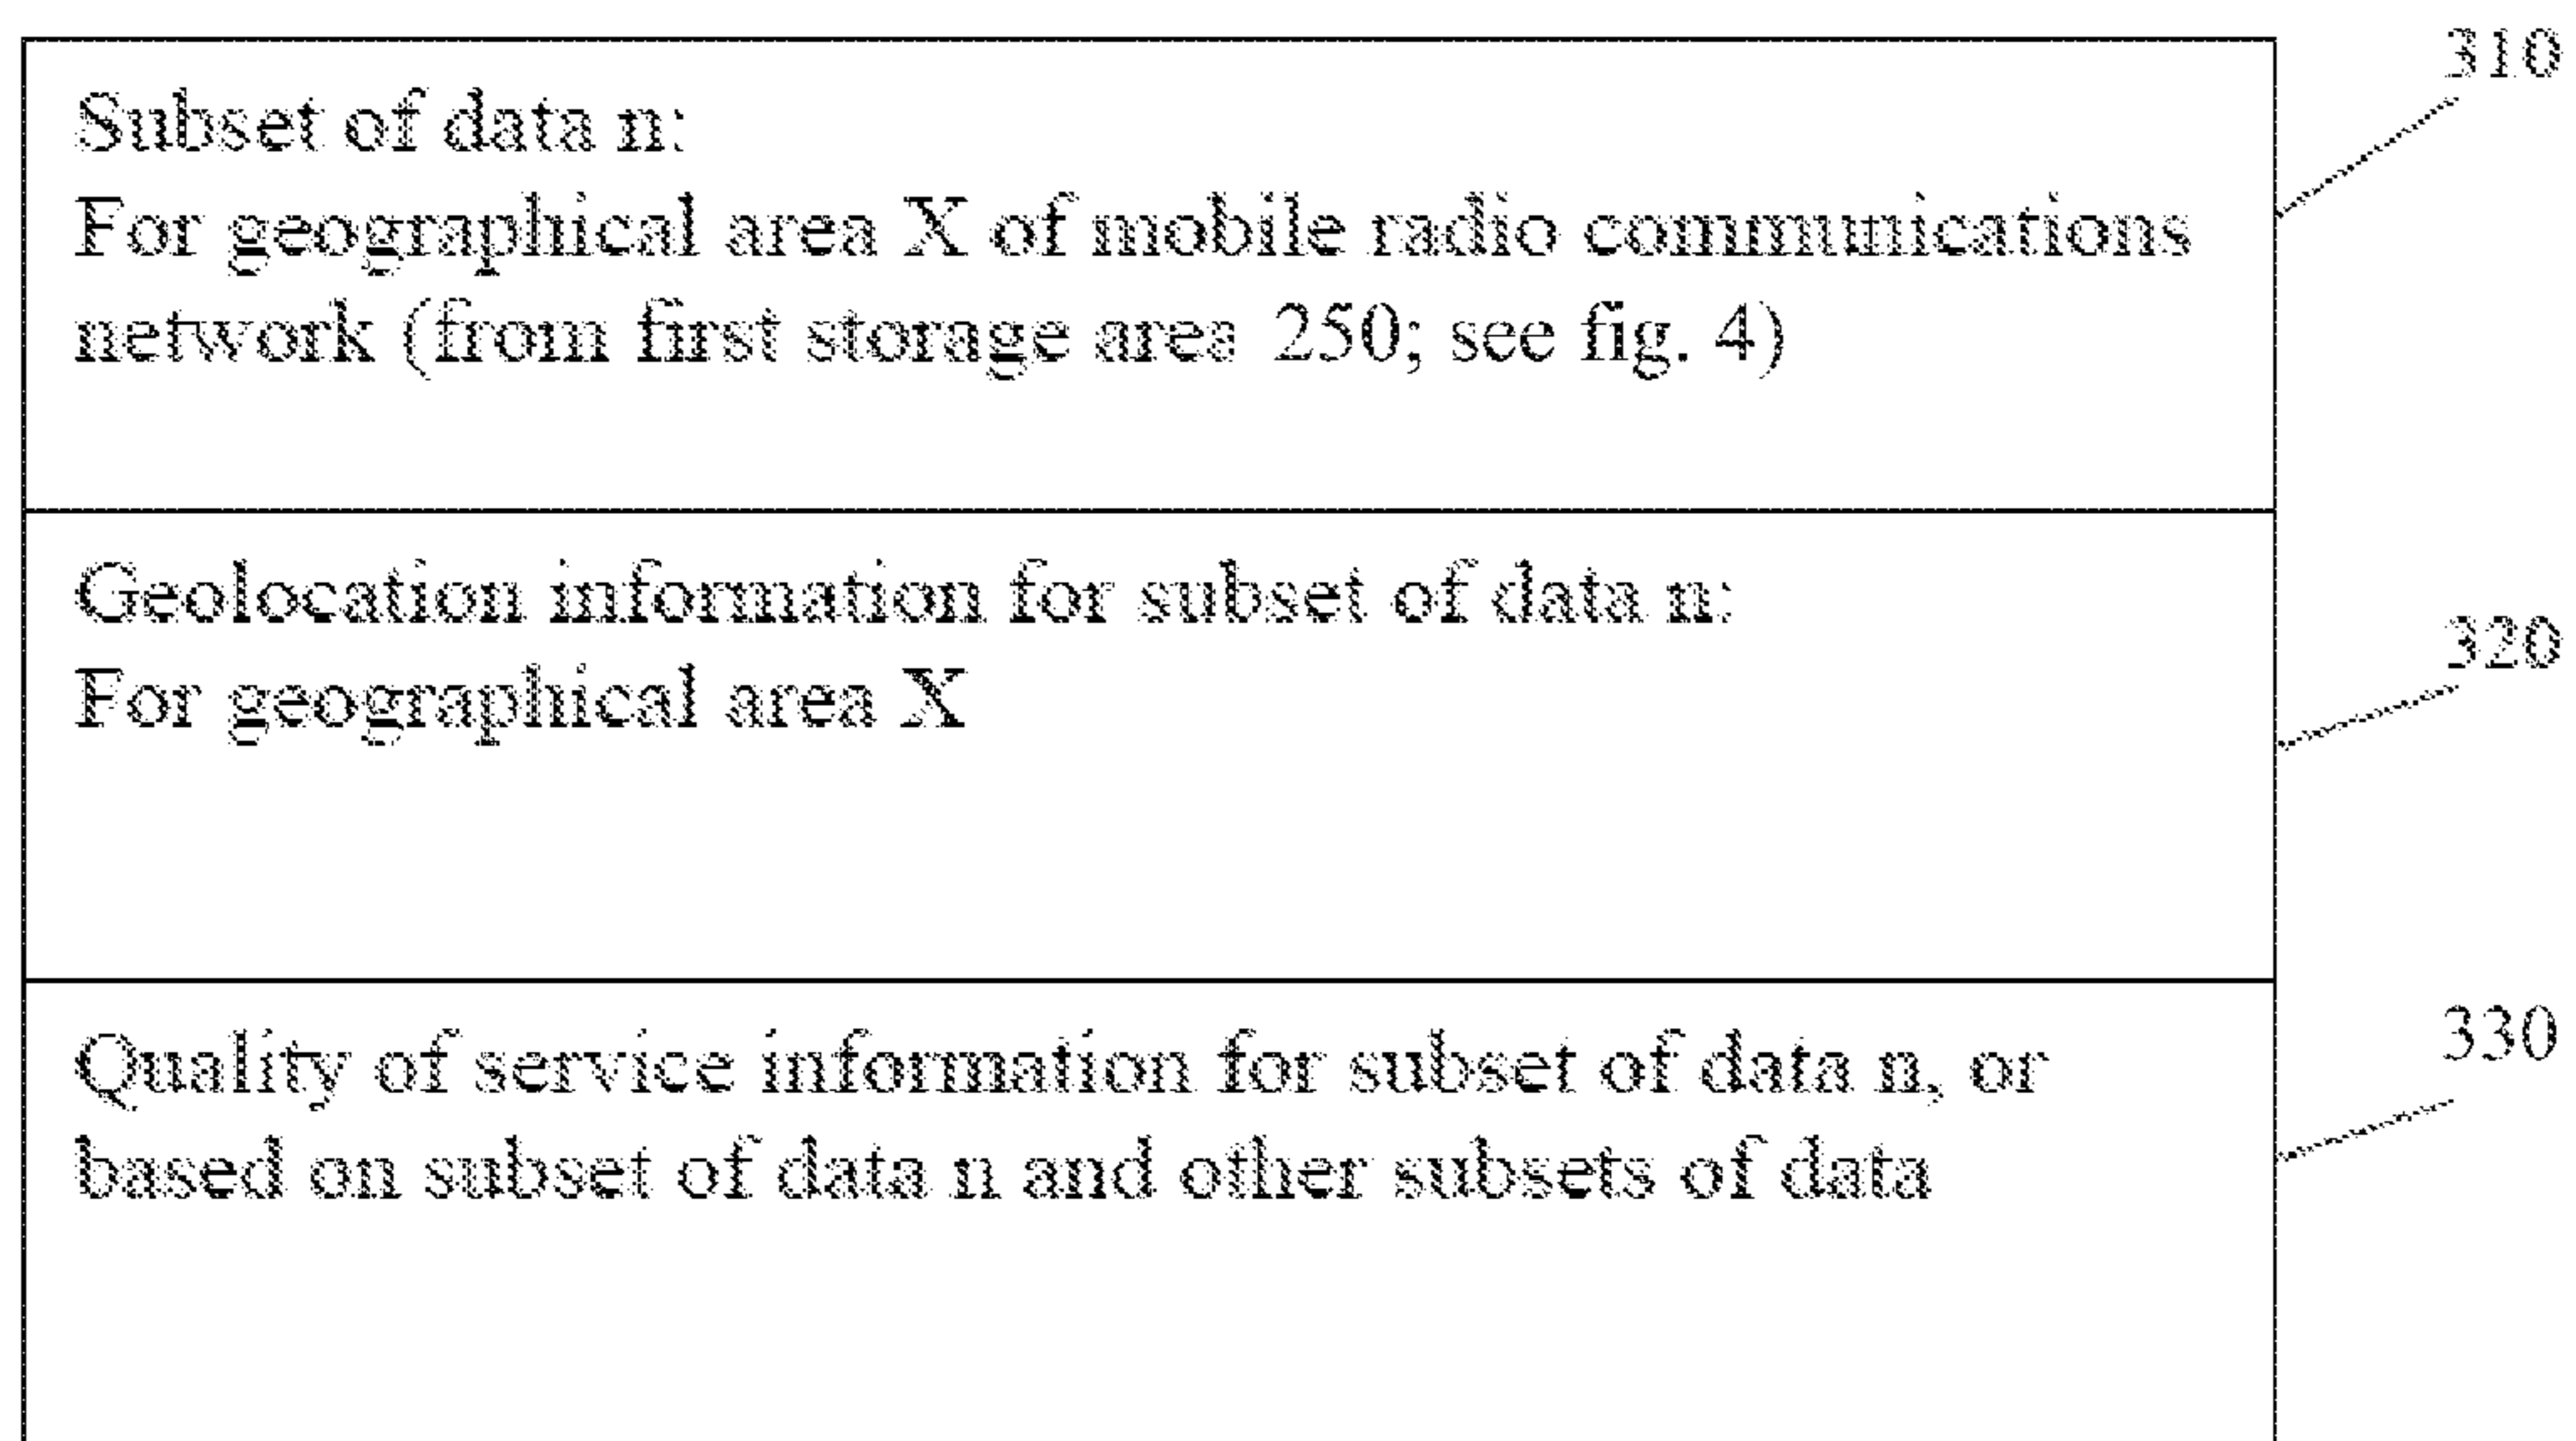 310
Subset of data n:
For geographical area X of mobile radio communications
network (from first storage area 250; see fig. 4)
Geolocation information for subset of data n:
320
For geographical area X
330
Quality of service information for subset of data n, or
based on subset of data n and other subsets of data